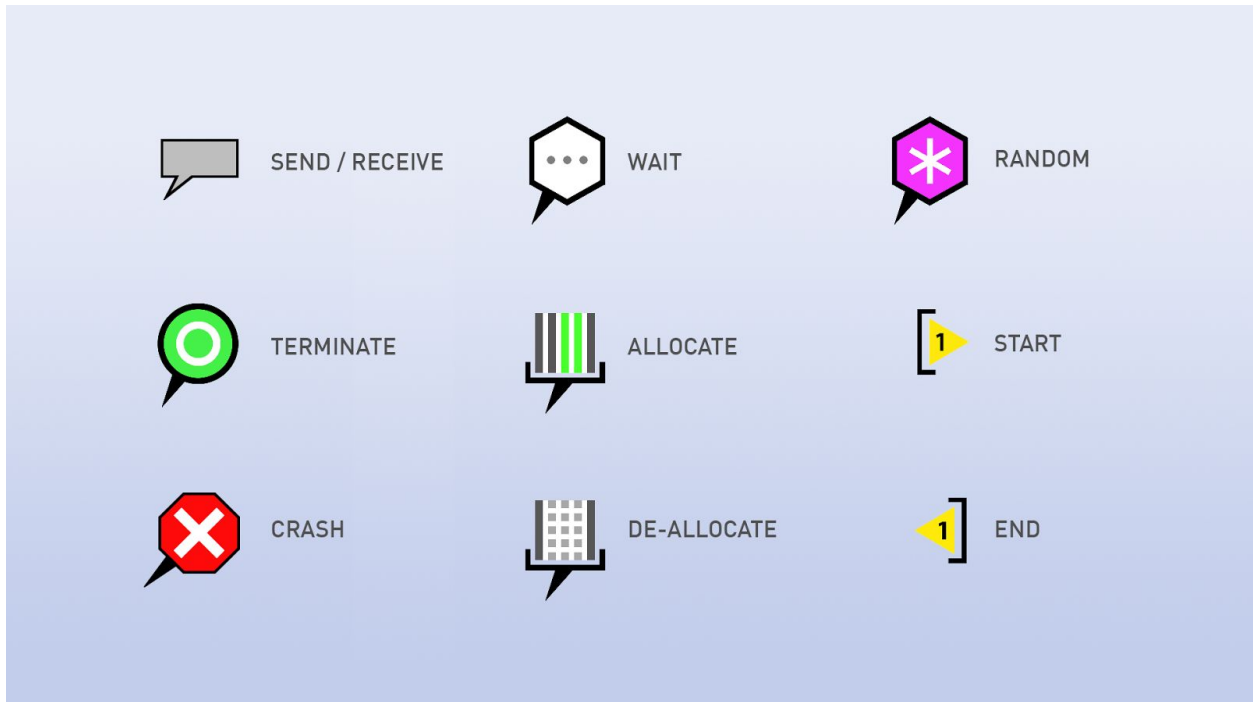 SEND / RECEIVE
WAIT
RANDOM
TERMINATE
ALLOCATE
1
START
CRASH
DE-ALLOCATE
1
END